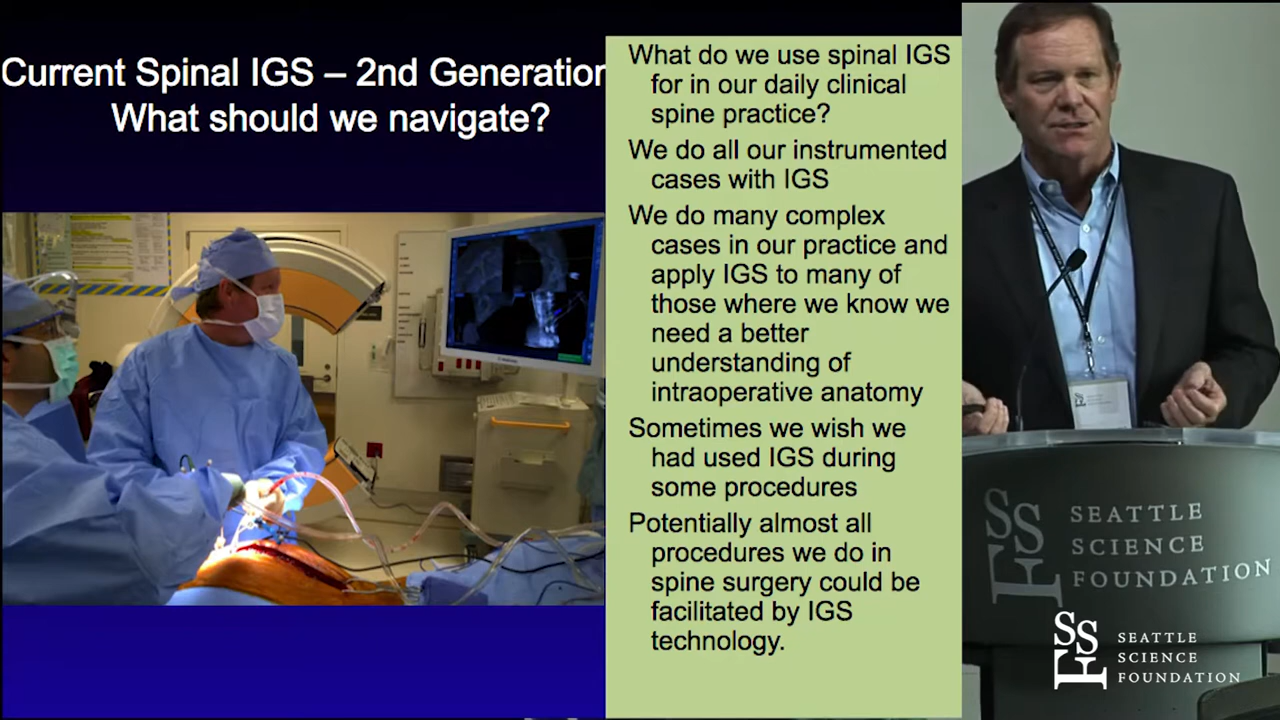 Current Spinal IGS – 2nd Generation
What should we navigate?
What do we use spinal IGS
for in our daily clinical
spine practice?
We do all our instrumented
cases with IGS
We do many complex
cases in our practice and
apply IGS to many of
those where we know we
need a better
understanding of
intraoperative anatomy
Sometimes we wish we
had used IGS during
some procedures
Potentially almost all
procedures we do in
spine surgery could be
facilitated by IGS
technology.
SSF
SEATTLE
SCIENCE
FOUNDATION
SSF
SEATTLE
SCIENCE
FOUNDATION